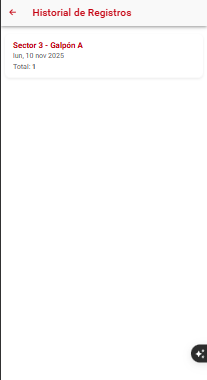 Historial de Registros
Sector 3 - Galpón A
lun, 10 nov 2025
Total: 1